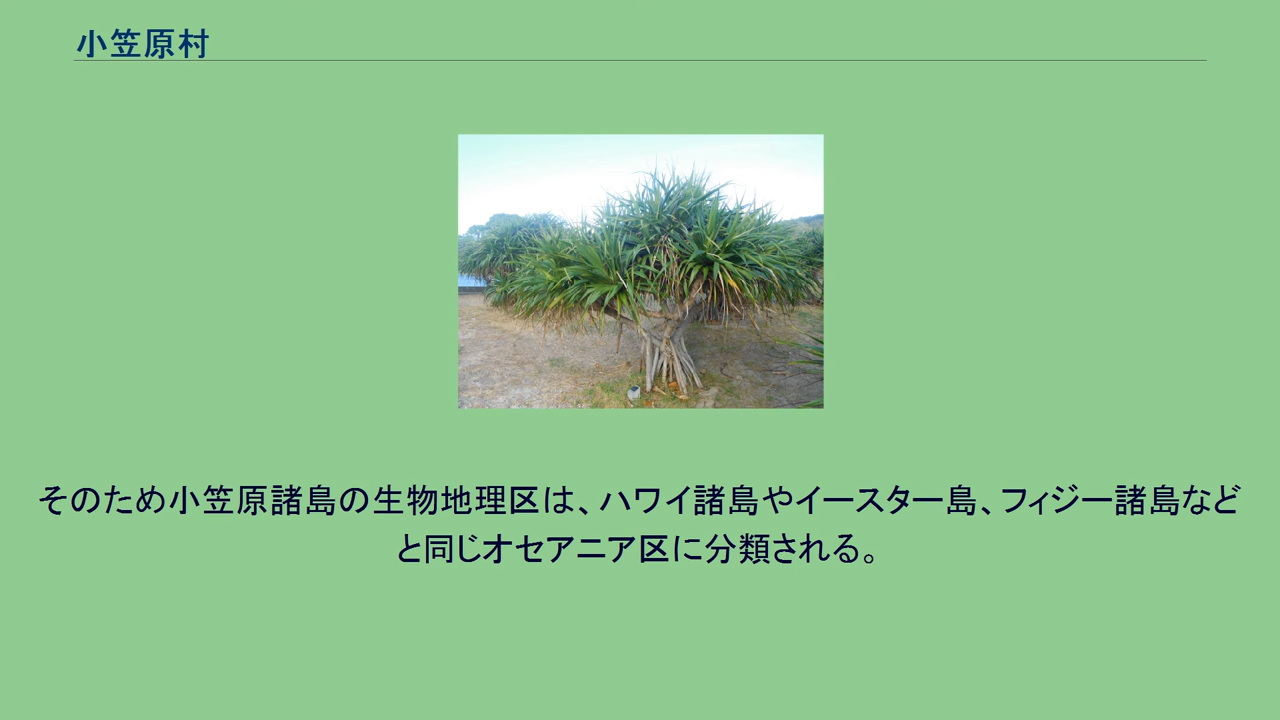 小笠原村
そのため小笠原諸島の生物地理区は、ハワイ諸島やイースター島、フィジー諸島など
と同じオセアニア区に分類される。